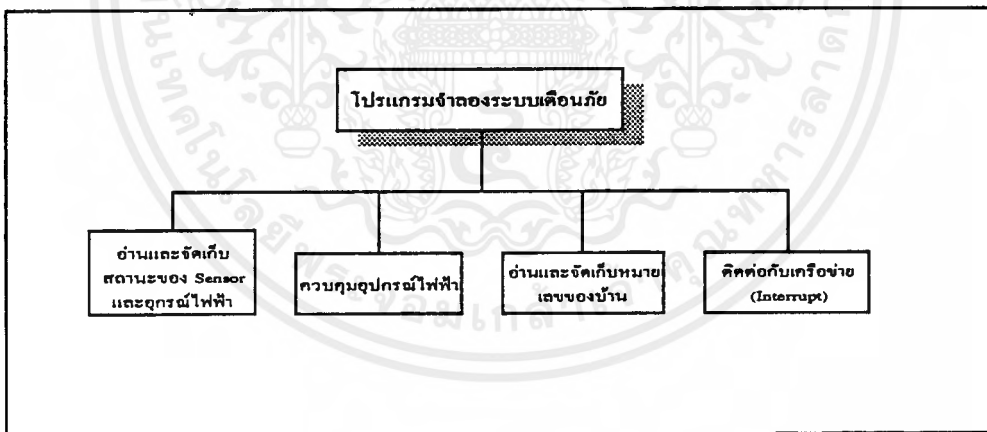 โปรแกรมจำลองระบบเตือนภัย
อ่านและจัดเก็บ
สถานะของ Sensor
และอุกรณ์ไฟฟ้า
ควบคุมอุปกรณ์ไฟฟ้า
อ่านและจัดเก็บหมาย
เลขของบ้าน
ติดต่อกับเครือข่าย
(Interrupt)